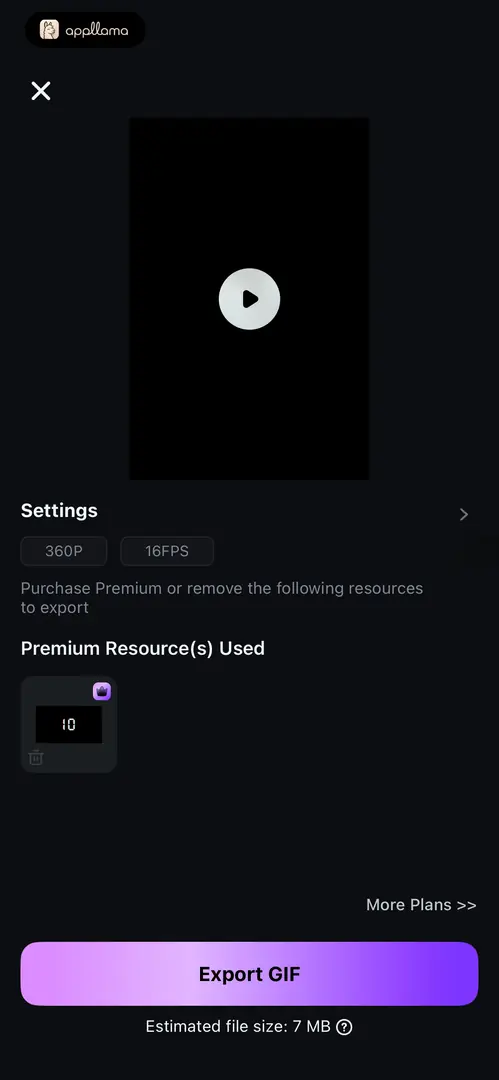 appllama
Settings
360P
16FPS
Purchase Premium or remove the following resources
to export
Premium Resource(s) Used
10
More Plans >>
Export GIF
Estimated file size: 7 MB ?